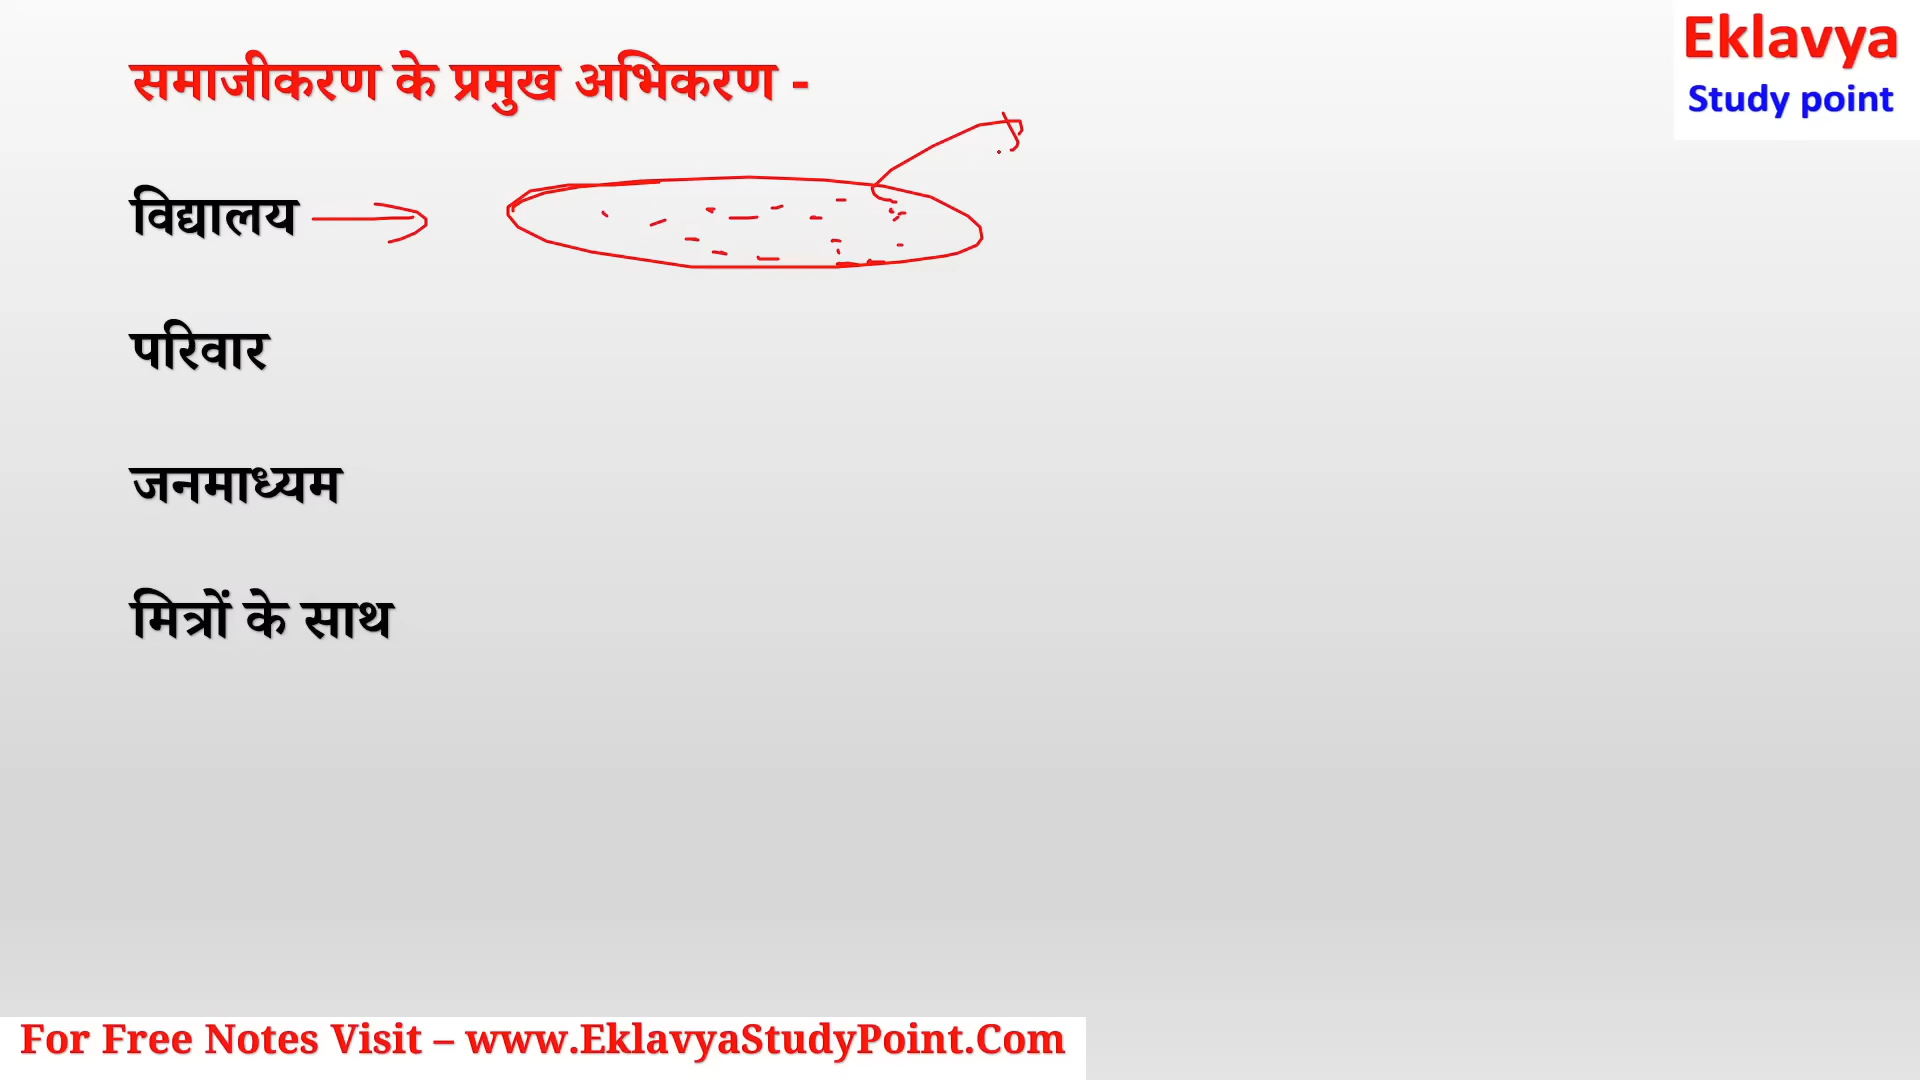 समाजीकरण के प्रमुख अभिकरण -
Eklavya
Study point
विद्यालय
परिवार
जनमाध्यम
मित्रों के साथ
For Free Notes Visit – www.EklavyaStudyPoint.Com